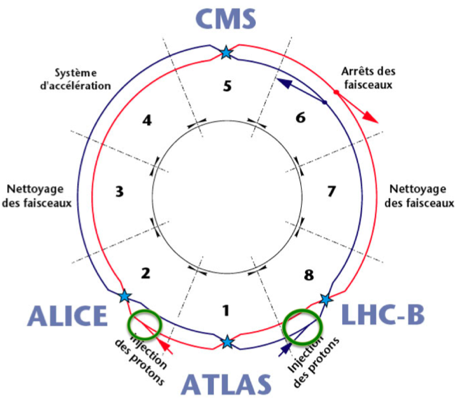 CMS
Système
d'accélération
Arrêts des
faisceaux
5
4
6
Nettoyage
des faisceaux
3
7
Nettoyage
des faisceaux
2
8
1
ALICE
LHC-B
Injection
des protons
Injection
des protons
ATLAS